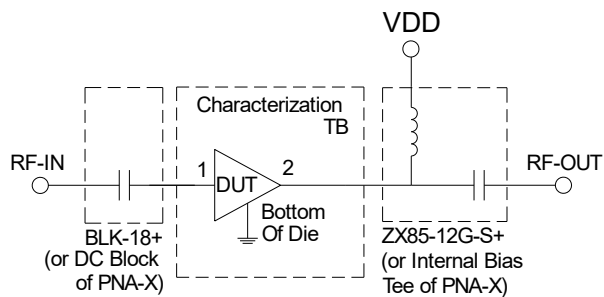 VDD
Characterization
TB
RF-IN
1
2
DUT
RF-OUT
Bottom
Of Die
BLK-18+
(or DC Block
of PNA-X)
ZX85-12G-S+
(or Internal Bias
Tee of PNA-X)